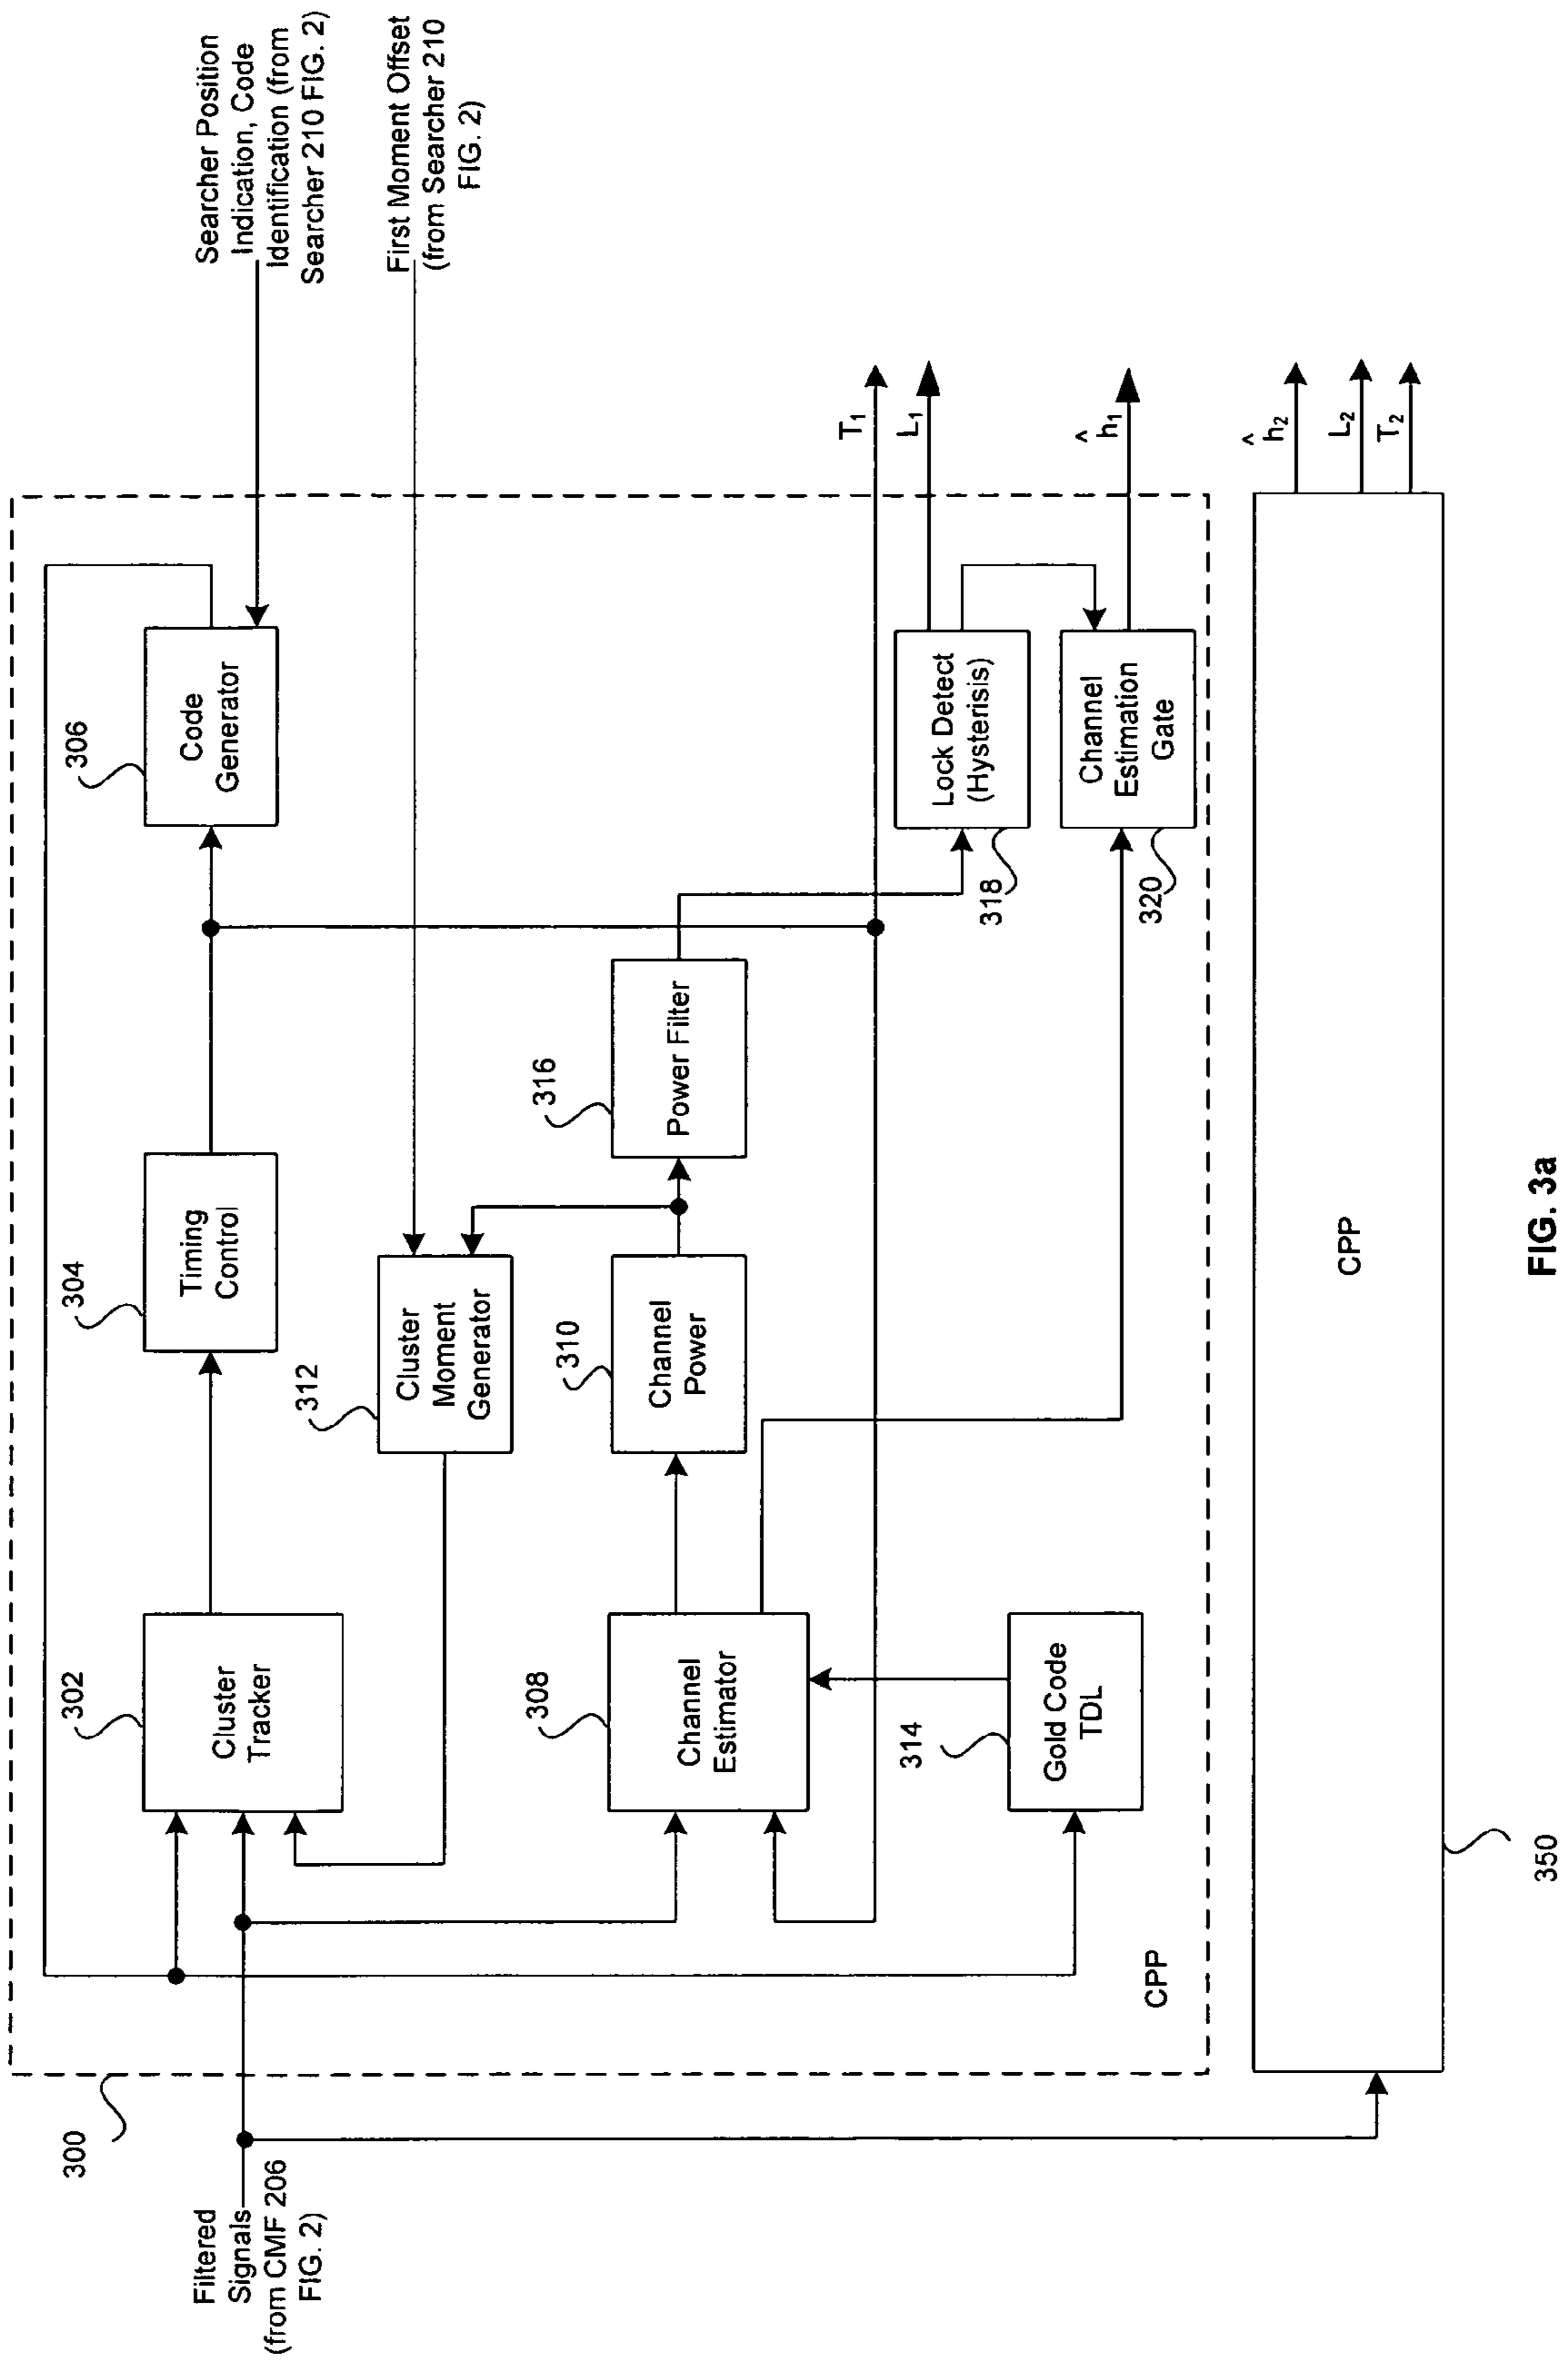 300
Filtered
Signals
(from CMF 206
FIG. 2)
302
Cluster
Tracker
304
Timing
Control
306
Code
Generator
Searcher Position
Indication, Code
Identification (from
Searcher 210 FIG. 2)
First Moment Offset
(from Searcher 210
FIG. 2)
312
Cluster
Moment
Generator
308
Channel
Estimator
310
Channel
Power
316
Power Filter
T1
L1
ĥ1
318
Lock Detect
(Hysterisis)
320
Channel
Estimation
Gate
314
Gold Code
TDL
CPP
CPP
350
ĥ2
L2
T2
FIG. 3a